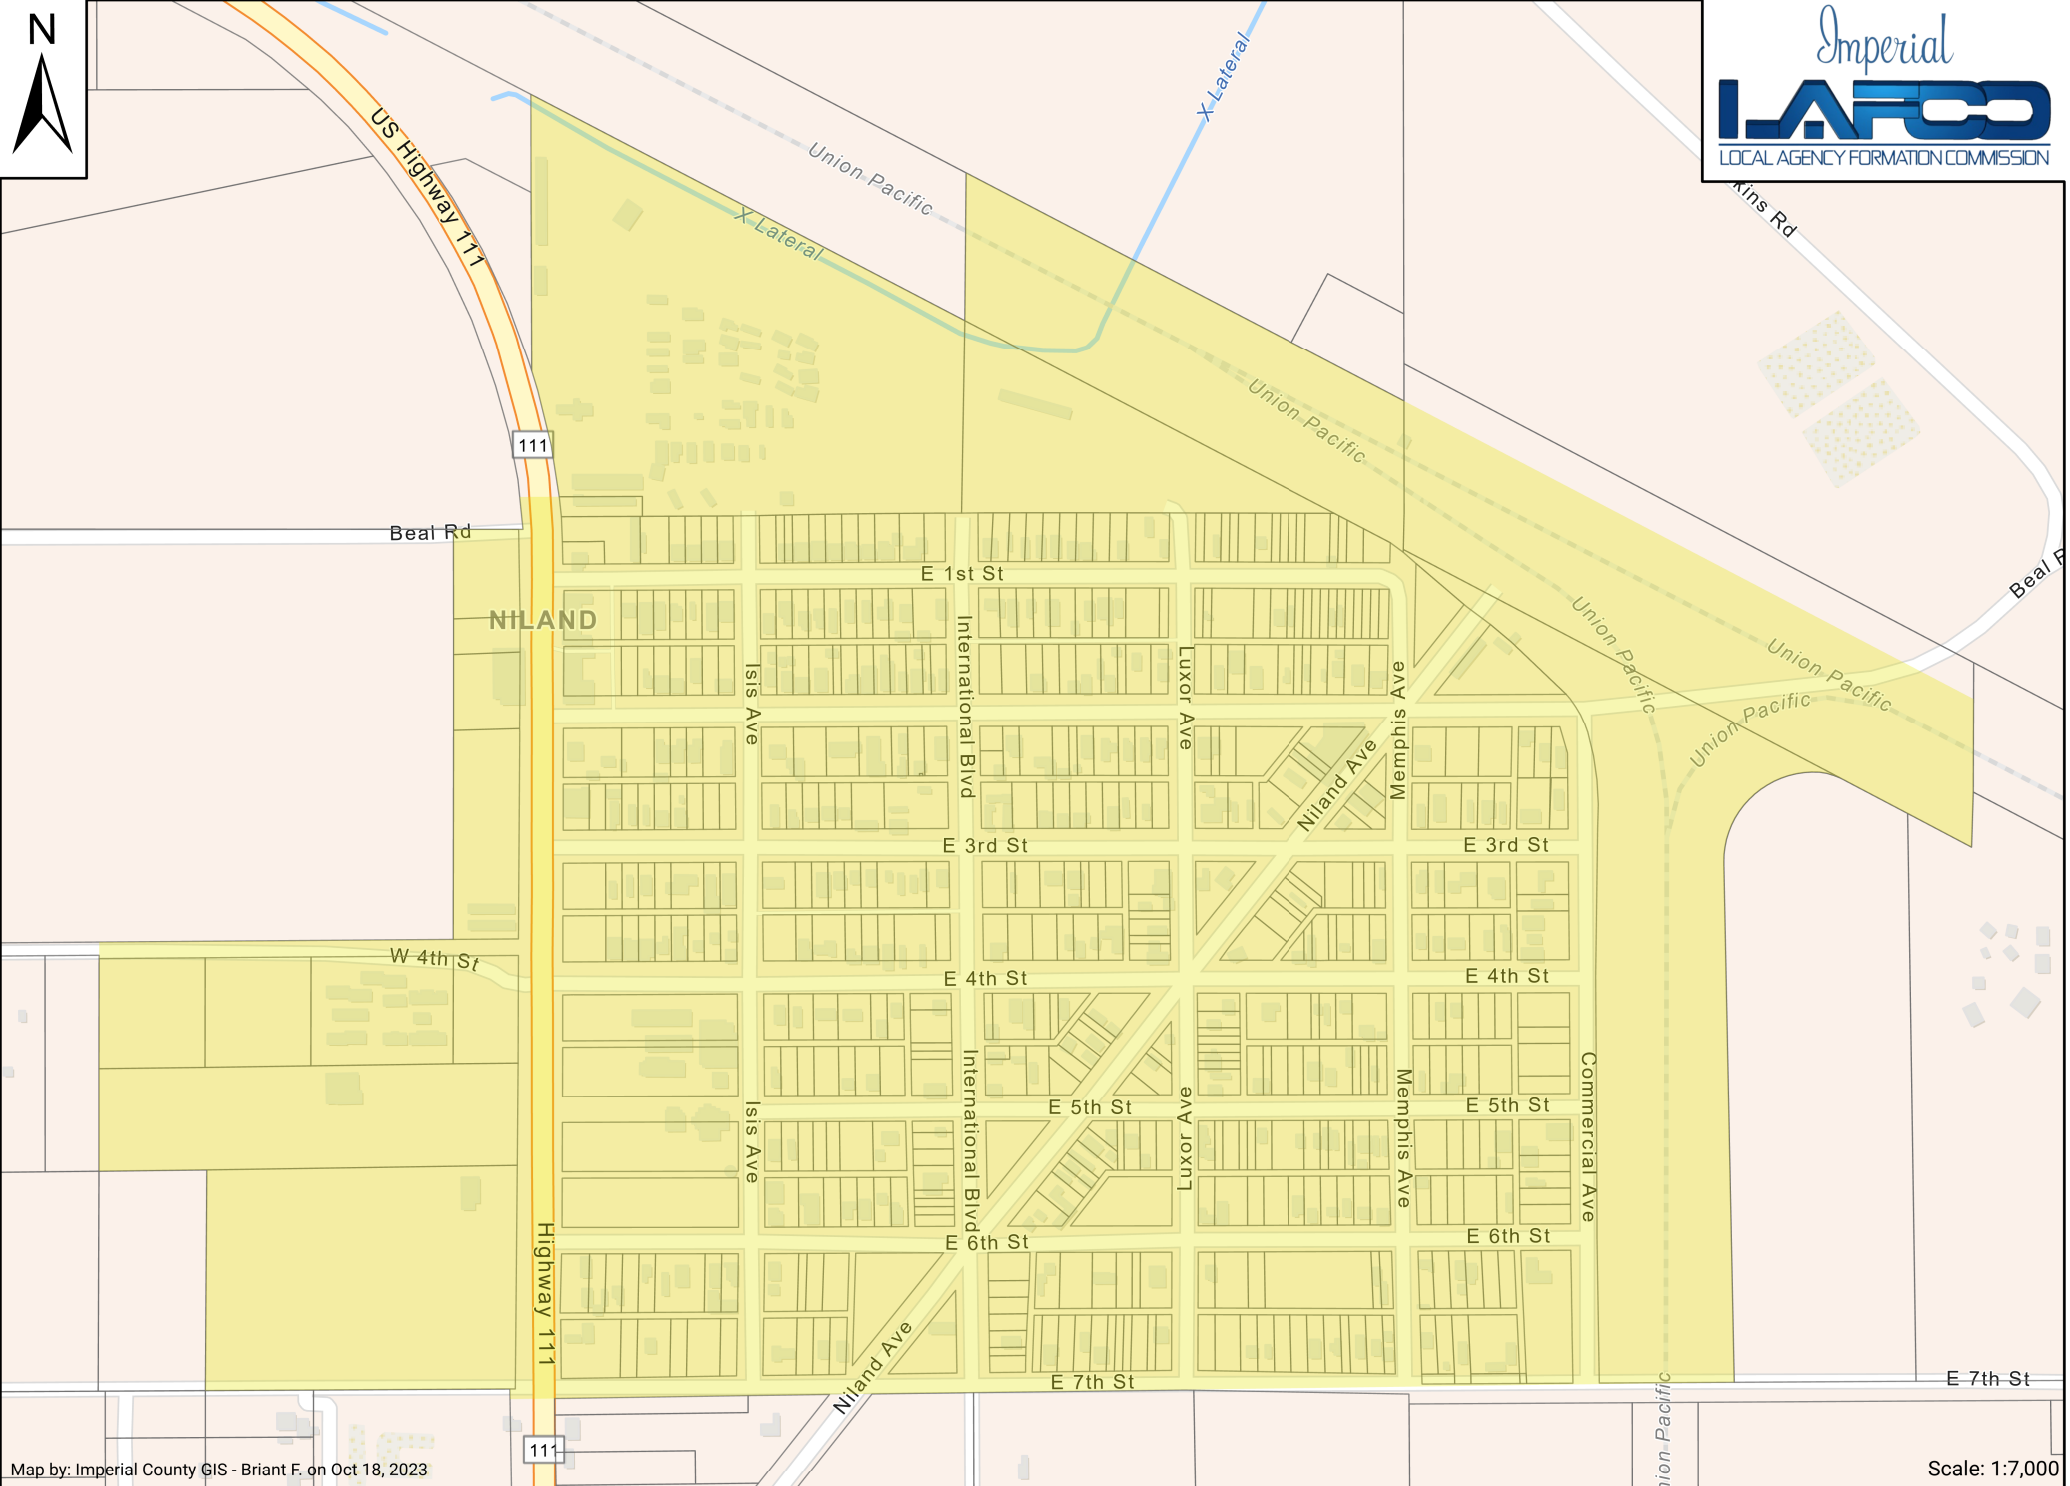 N
Imperial
LAFCO
LOCAL AGENCY FORMATION COMMISSION
X Lateral
US Highway 111
Union Pacific
kins Rd
X Lateral
Union Pacific
111
Beal Rd
Beal R
E 1st St
NILAND
Union Pacific
Union Pacific
Union Pacific
Isis Ave
International Blvd
Luxor Ave
Memphis Ave
Niland Ave
E 3rd St
E 3rd St
W 4th St
E 4th St
E 4th St
Isis Ave
International Blvd
E 5th St
Luxor Ave
Memphis Ave
E 5th St
Commercial Ave
Highway 111
E 6th St
E 6th St
Niland Ave
E 7th St
E 7th St
nion Pacific
111
Map by: Imperial County GIS - Briant F. on Oct 18, 2023
Scale: 1:7,000